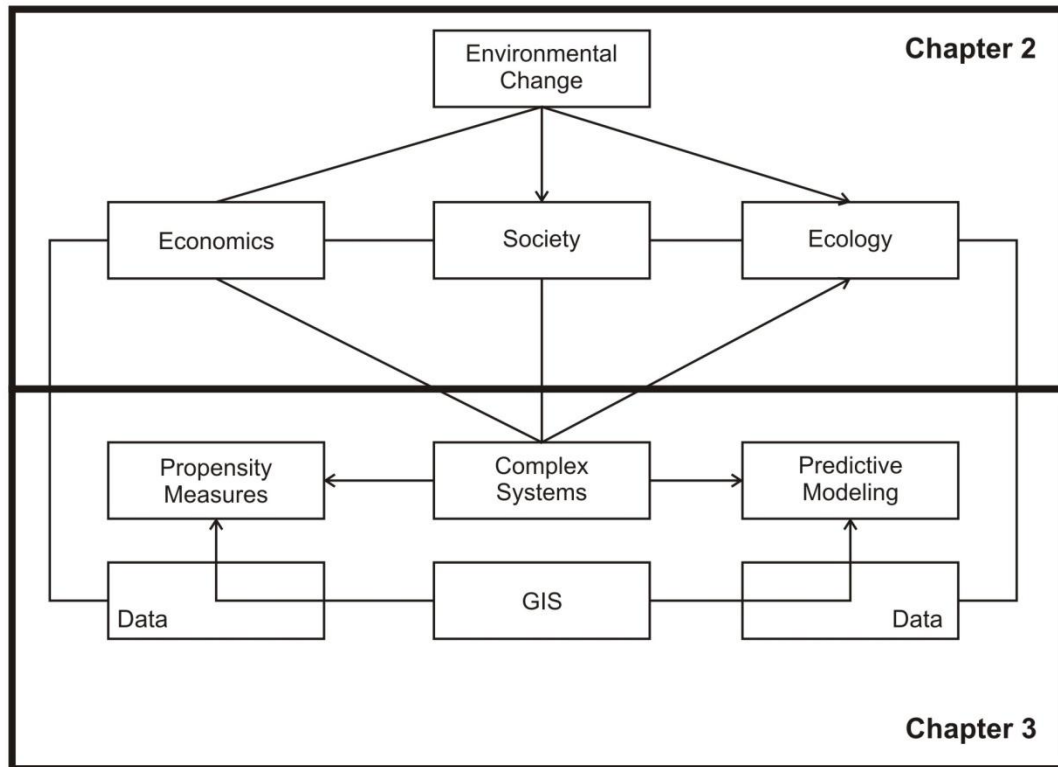 Chapter 2
Environmental
Change
Economics
Society
Ecology
Propensity
Measures
Complex
Systems
Predictive
Modeling
Data
GIS
Data
Chapter 3